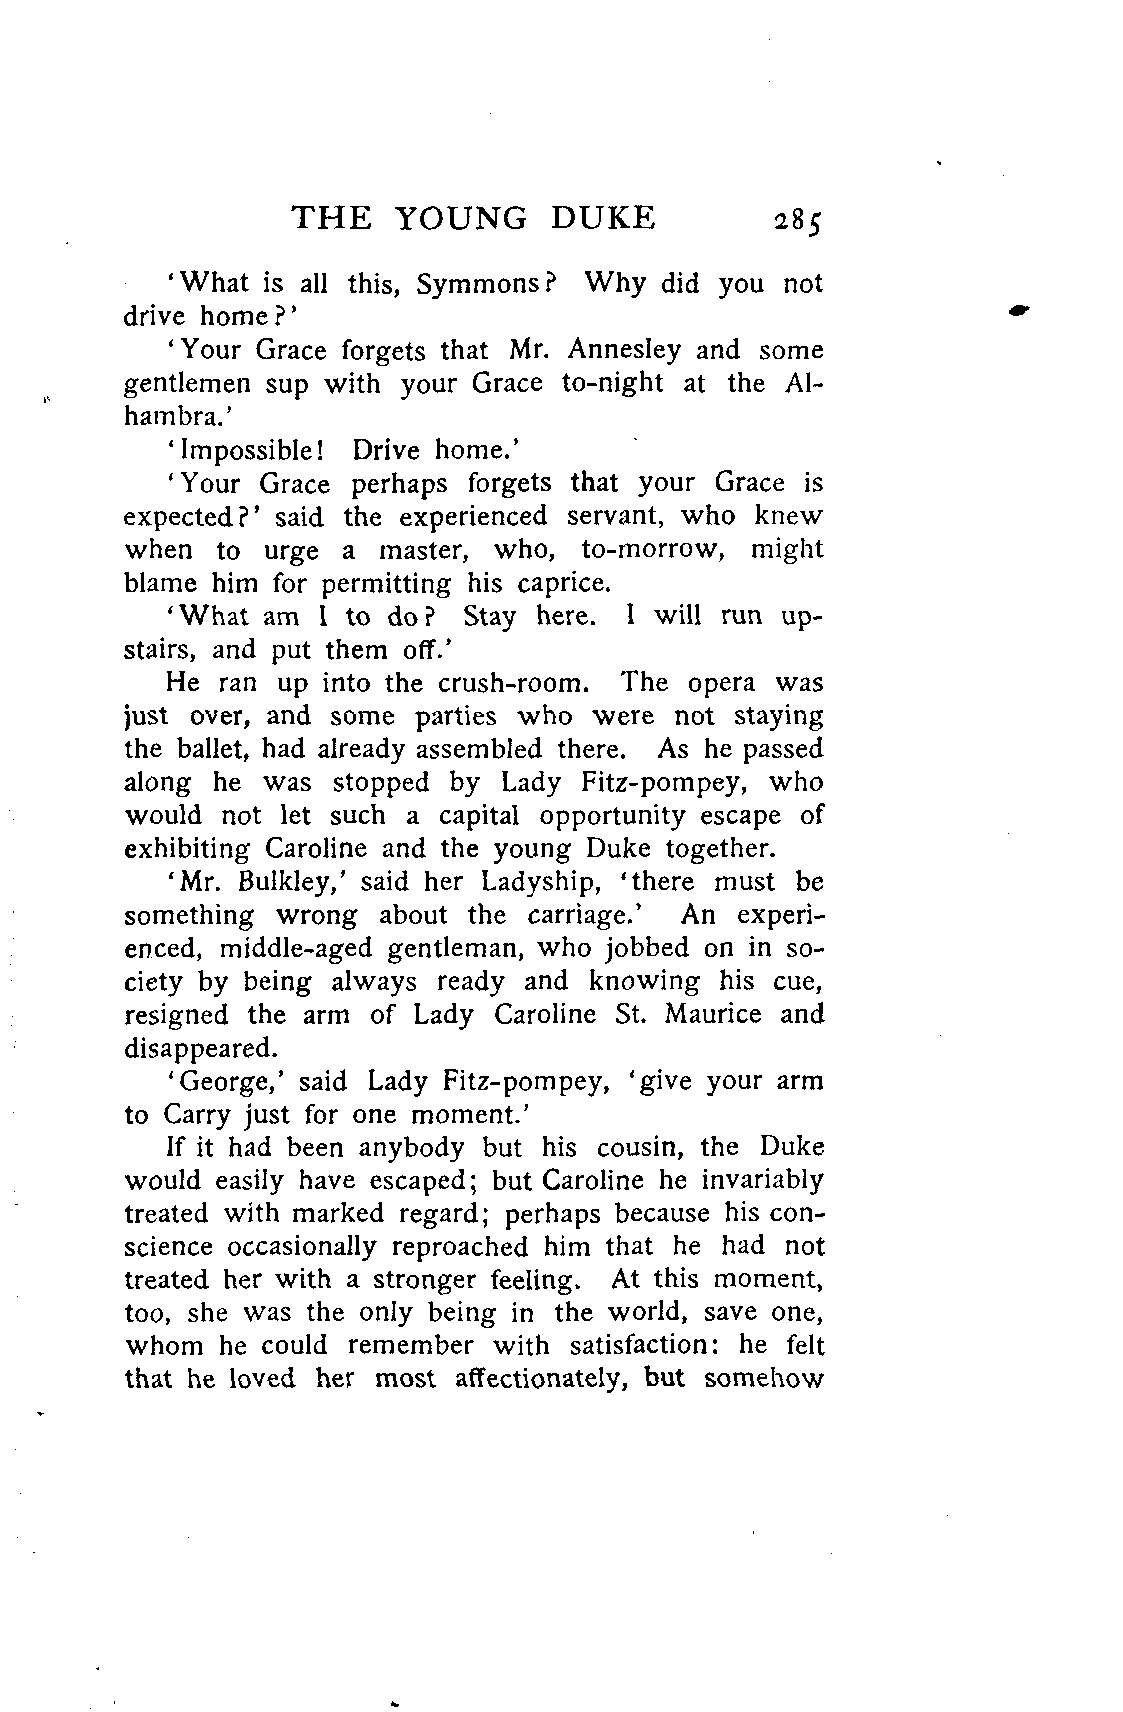 THE YOUNG DUKE 285
‘What is all this, Symmons? Why did you not
drive home?’
‘Your Grace forgets that Mr. Annesley and some
gentlemen sup with your Grace to-night at the Al-
hambra.’
‘Impossible! Drive home.’
‘Your Grace perhaps forgets that your Grace is
expected?’ said the experienced servant, who knew
when to urge a master, who, to-morrow, might
blame him for permitting his caprice.
‘What am I to do? Stay here. I will run up-
stairs, and put them off.’
He ran up into the crush-room. The opera was
just over, and some parties who were not staying
the ballet, had already assembled there. As he passed
along he was stopped by Lady Fitz-pompey, who
would not let such a capital opportunity escape of
exhibiting Caroline and the young Duke together.
‘Mr. Bulkley,’ said her Ladyship, ‘there must be
something wrong about the carriage.’ An experi-
enced, middle-aged gentleman, who jobbed on in so-
ciety by being always ready and knowing his cue,
resigned the arm of Lady Caroline St. Maurice and
disappeared.
‘George,’ said Lady Fitz-pompey, ‘give your arm
to Carry just for one moment.’
If it had been anybody but his cousin, the Duke
would easily have escaped; but Caroline he invariably
treated with marked regard; perhaps because his con-
science occasionally reproached him that he had not
treated her with a stronger feeling. At this moment,
too, she was the only being in the world, save one,
whom he could remember with satisfaction: he felt
that he loved her most affectionately, but somehow